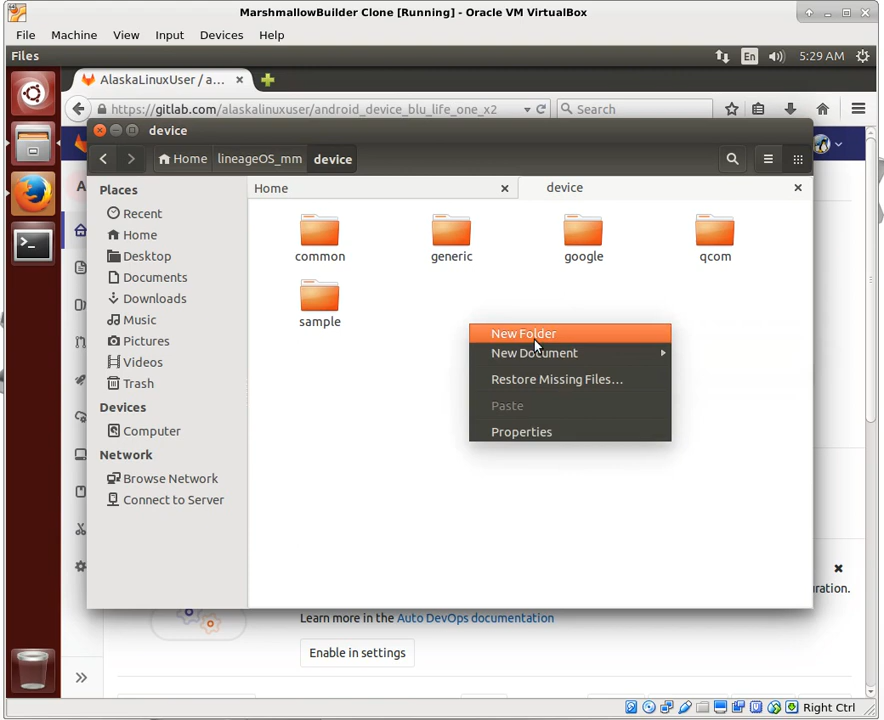 MarshmallowBuilder Clone [Running] - Oracle VM VirtualBox
File Machine View Input Devices Help
Files
En
5:29 AM
AlaskaLinuxUser / a...
https://gitlab.com/alaskalinuxuser/android_device_blu_life_one_x2
Search
device
Home
lineageOS_mm
device
Places
Recent
Home
Desktop
Documents
Downloads
Music
Pictures
Videos
Trash
Devices
Computer
Network
Browse Network
Connect to Server
Home
device
common
generic
google
qcom
sample
New Folder
New Document
Restore Missing Files...
Paste
Properties
uration.
Learn more in the Auto DevOps documentation
Enable in settings
Right Ctrl